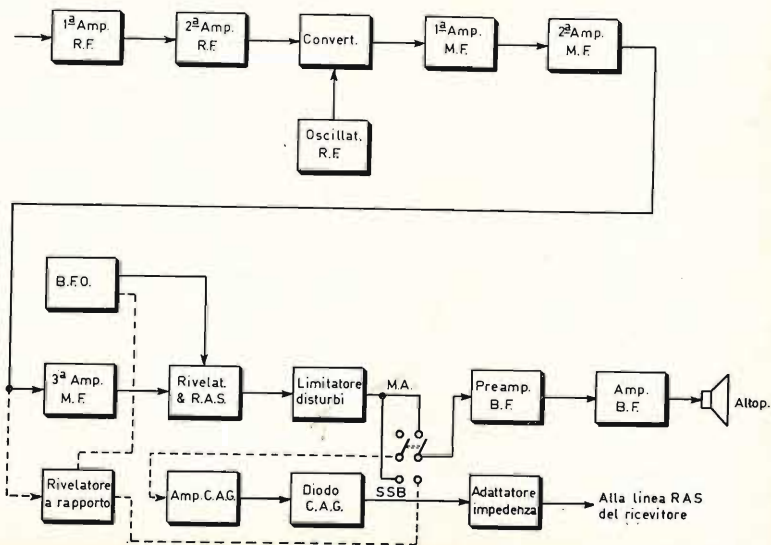 1ª Amp.
R.F.
2ª Amp.
R.F.
Convert.
1ª Amp.
M.F.
2ª Amp.
M.F.
Oscillat.
R.F.
B.F.O.
3ª Amp.
M.F.
Rivelat.
& R.A.S.
Limitatore
disturbi
M.A.
Preamp.
B.F.
Amp.
B.F.
Altop.
Rivelatore
a rapporto
Amp. C.A.G.
Diodo
C.A.G.
SSB
Adattatore
impedenza
Alla linea RAS
del ricevitore